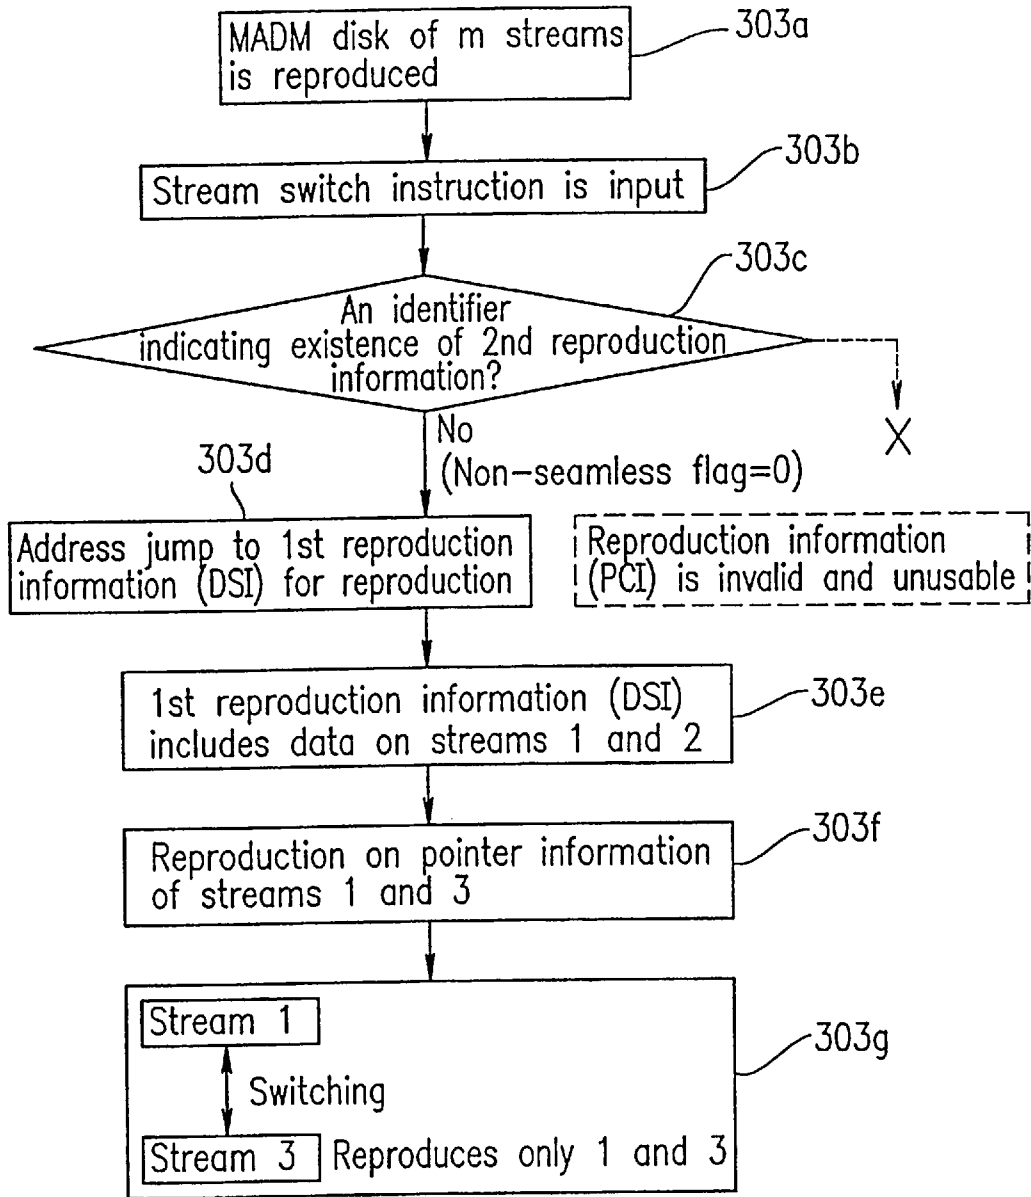 MADM disk of m streams
is reproduced
303a
Stream switch instruction is input
303b
303c
An identifier
indicating existence of 2nd reproduction
information?
X
No
(Non-seamless flag=0)
303d
Address jump to 1st reproduction
information (DSI) for reproduction
Reproduction information
(PCI) is invalid and unusable
1st reproduction information (DSI)
includes data on streams 1 and 2
303e
Reproduction on pointer information
of streams 1 and 3
303f
Stream 1
Switching
Stream 3 Reproduces only 1 and 3
303g